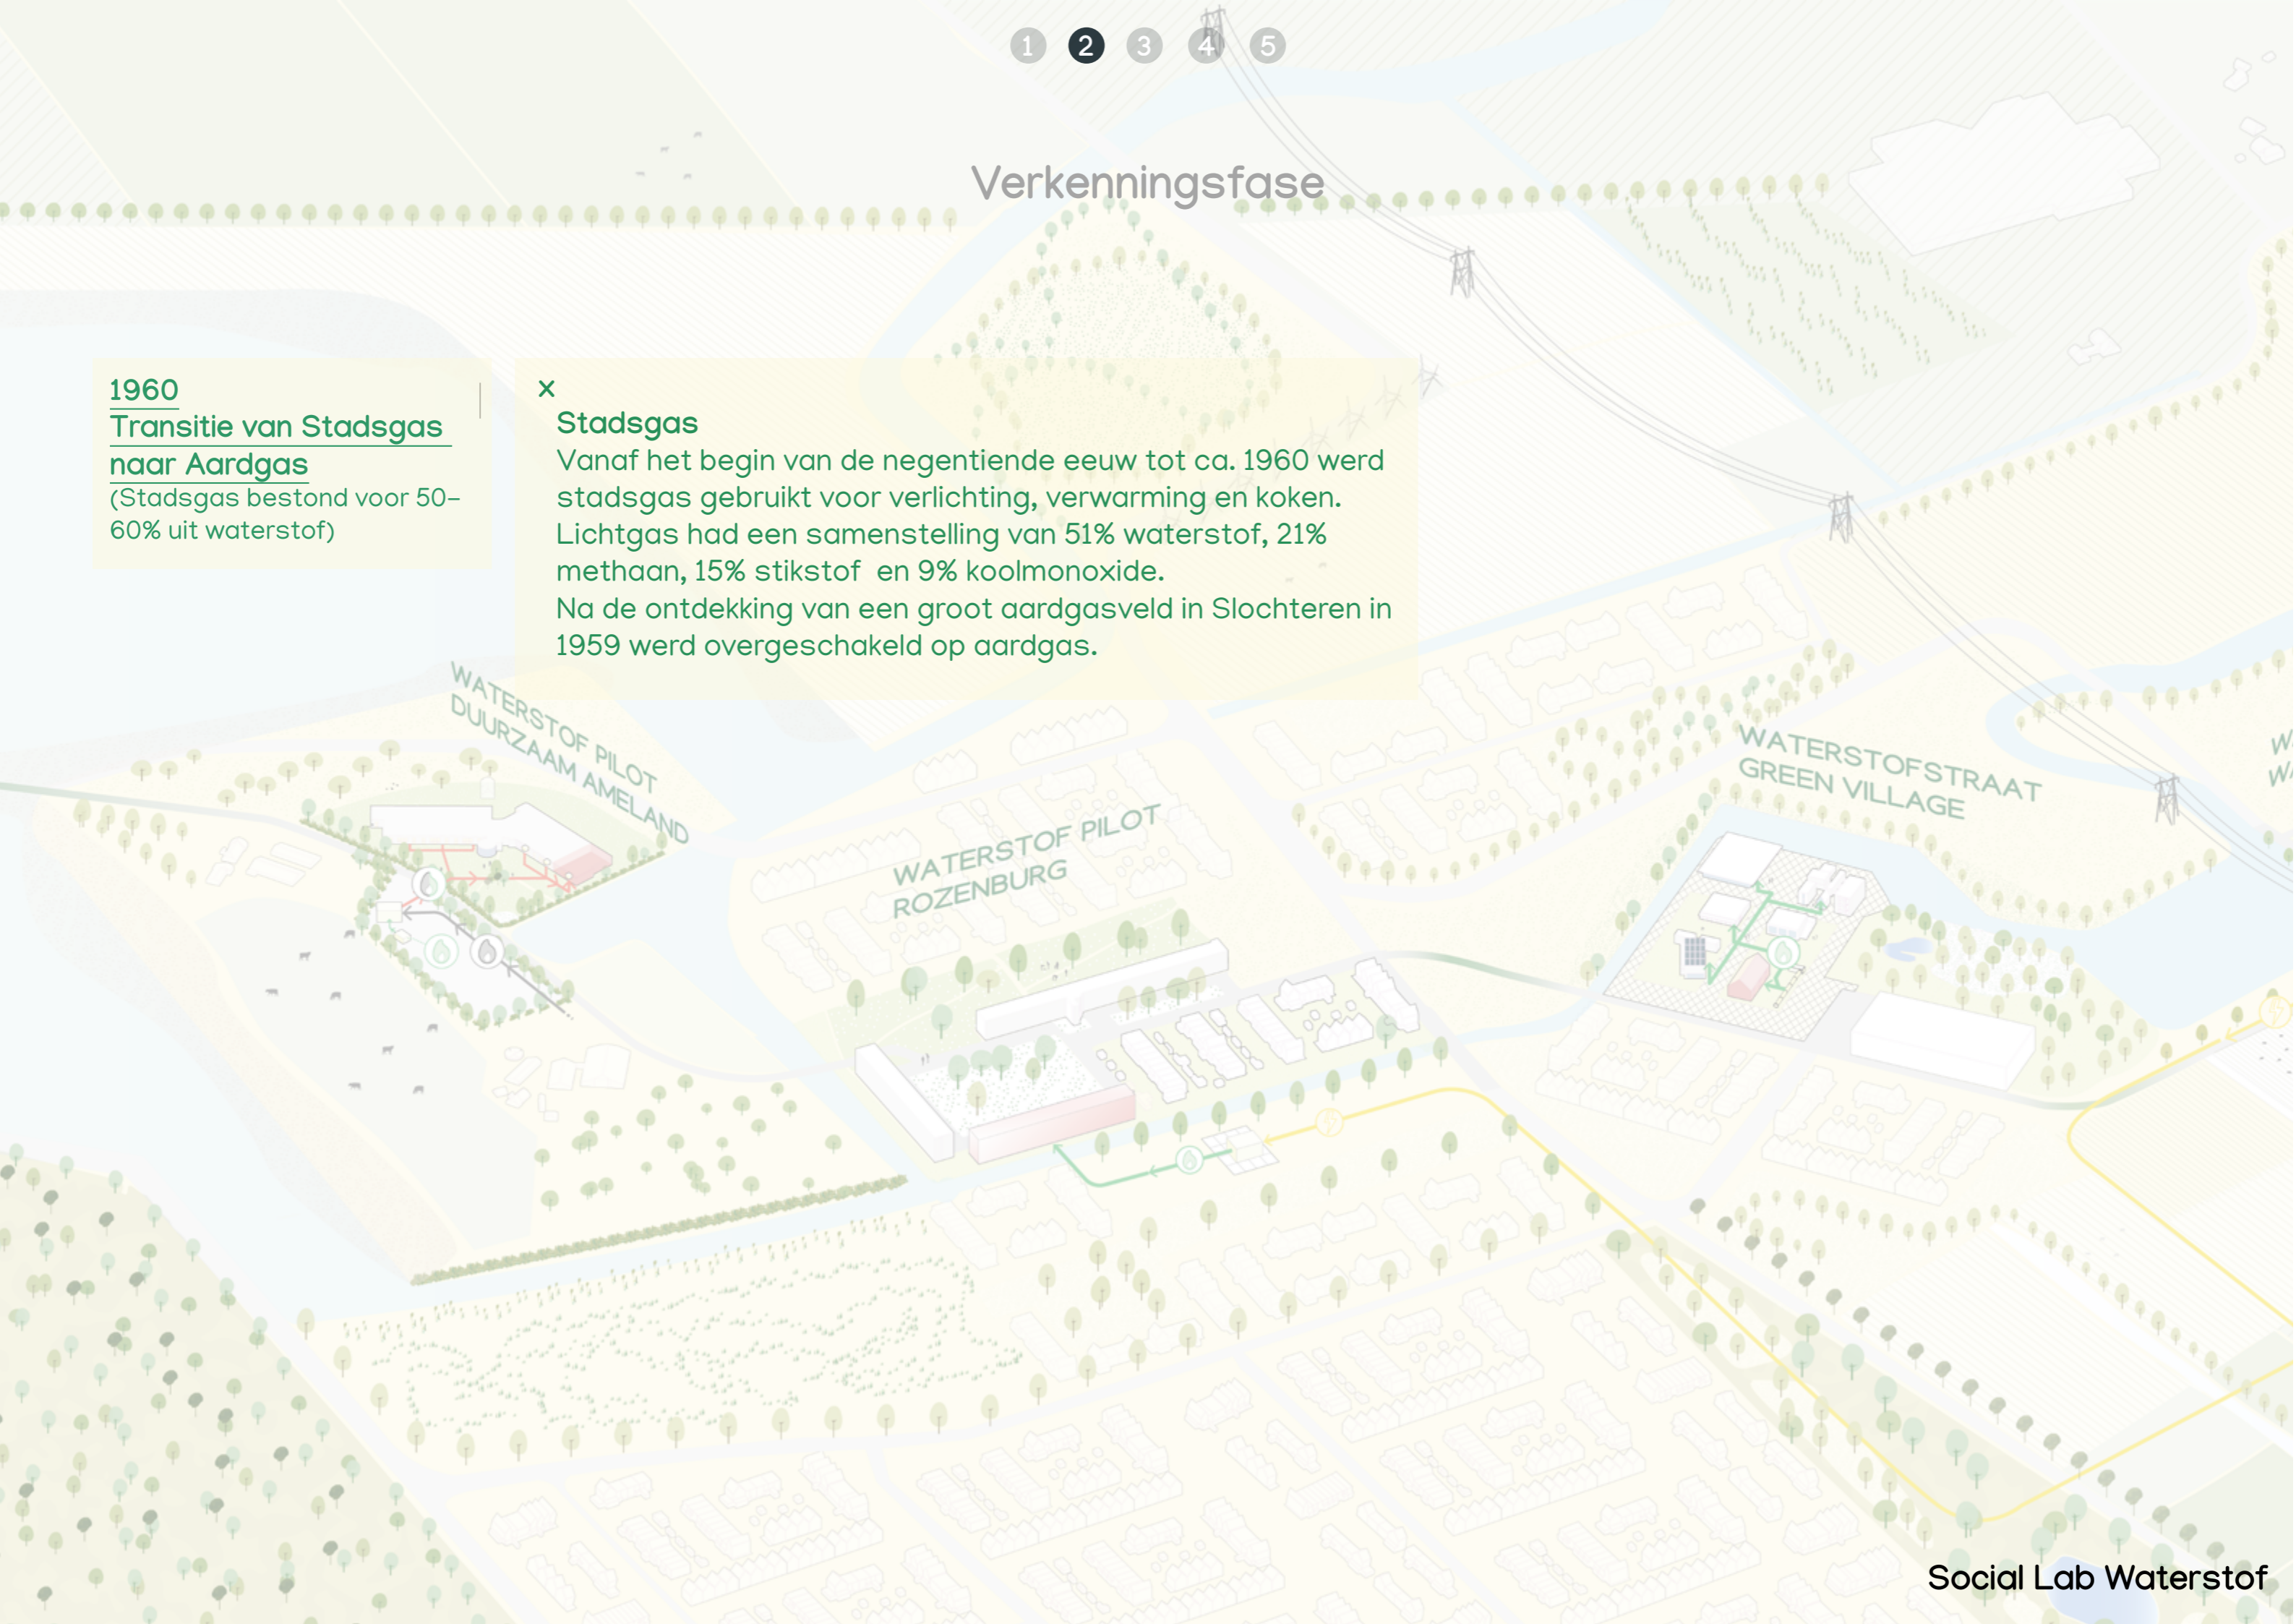 1 2 3 4 5
Verkenningsfase
1960
Transitie van Stadsgas
naar Aardgas
(Stadsgas bestond voor 50-
60% uit waterstof)
x
Stadsgas
Vanaf het begin van de negentiende eeuw tot ca. 1960 werd
stadsgas gebruikt voor verlichting, verwarming en koken.
Lichtgas had een samenstelling van 51% waterstof, 21%
methaan, 15% stikstof en 9% koolmonoxide.
Na de ontdekking van een groot aardgasveld in Slochteren in
1959 werd overgeschakeld op aardgas.
WATERSTOF PILOT
DUURZAAM AMELAND
WATERSTOF PILOT
ROZENBURG
WATERSTOFSTRAAT
GREEN VILLAGE
Social Lab Waterstof